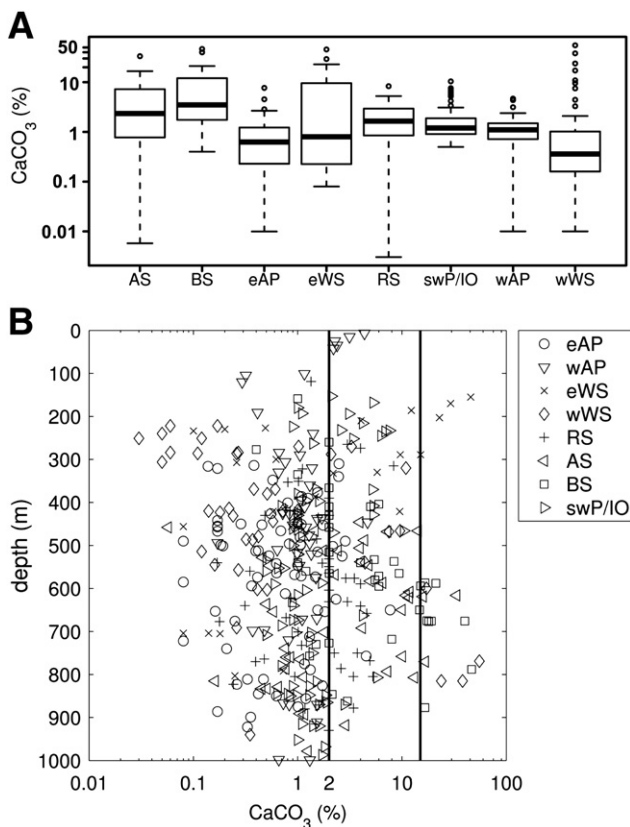 A
CaCO3 (%)
50
10
1
0.1
0.01
AS BS eAP eWS RS swP/IO wAP wWS
B
0
100
200
300
400
500
600
700
800
900
1000
depth (m)
0.01 0.1 1 2 10 100
CaCO3 (%)
eAP
wAP
eWS
wWS
RS
AS
BS
swP/IO